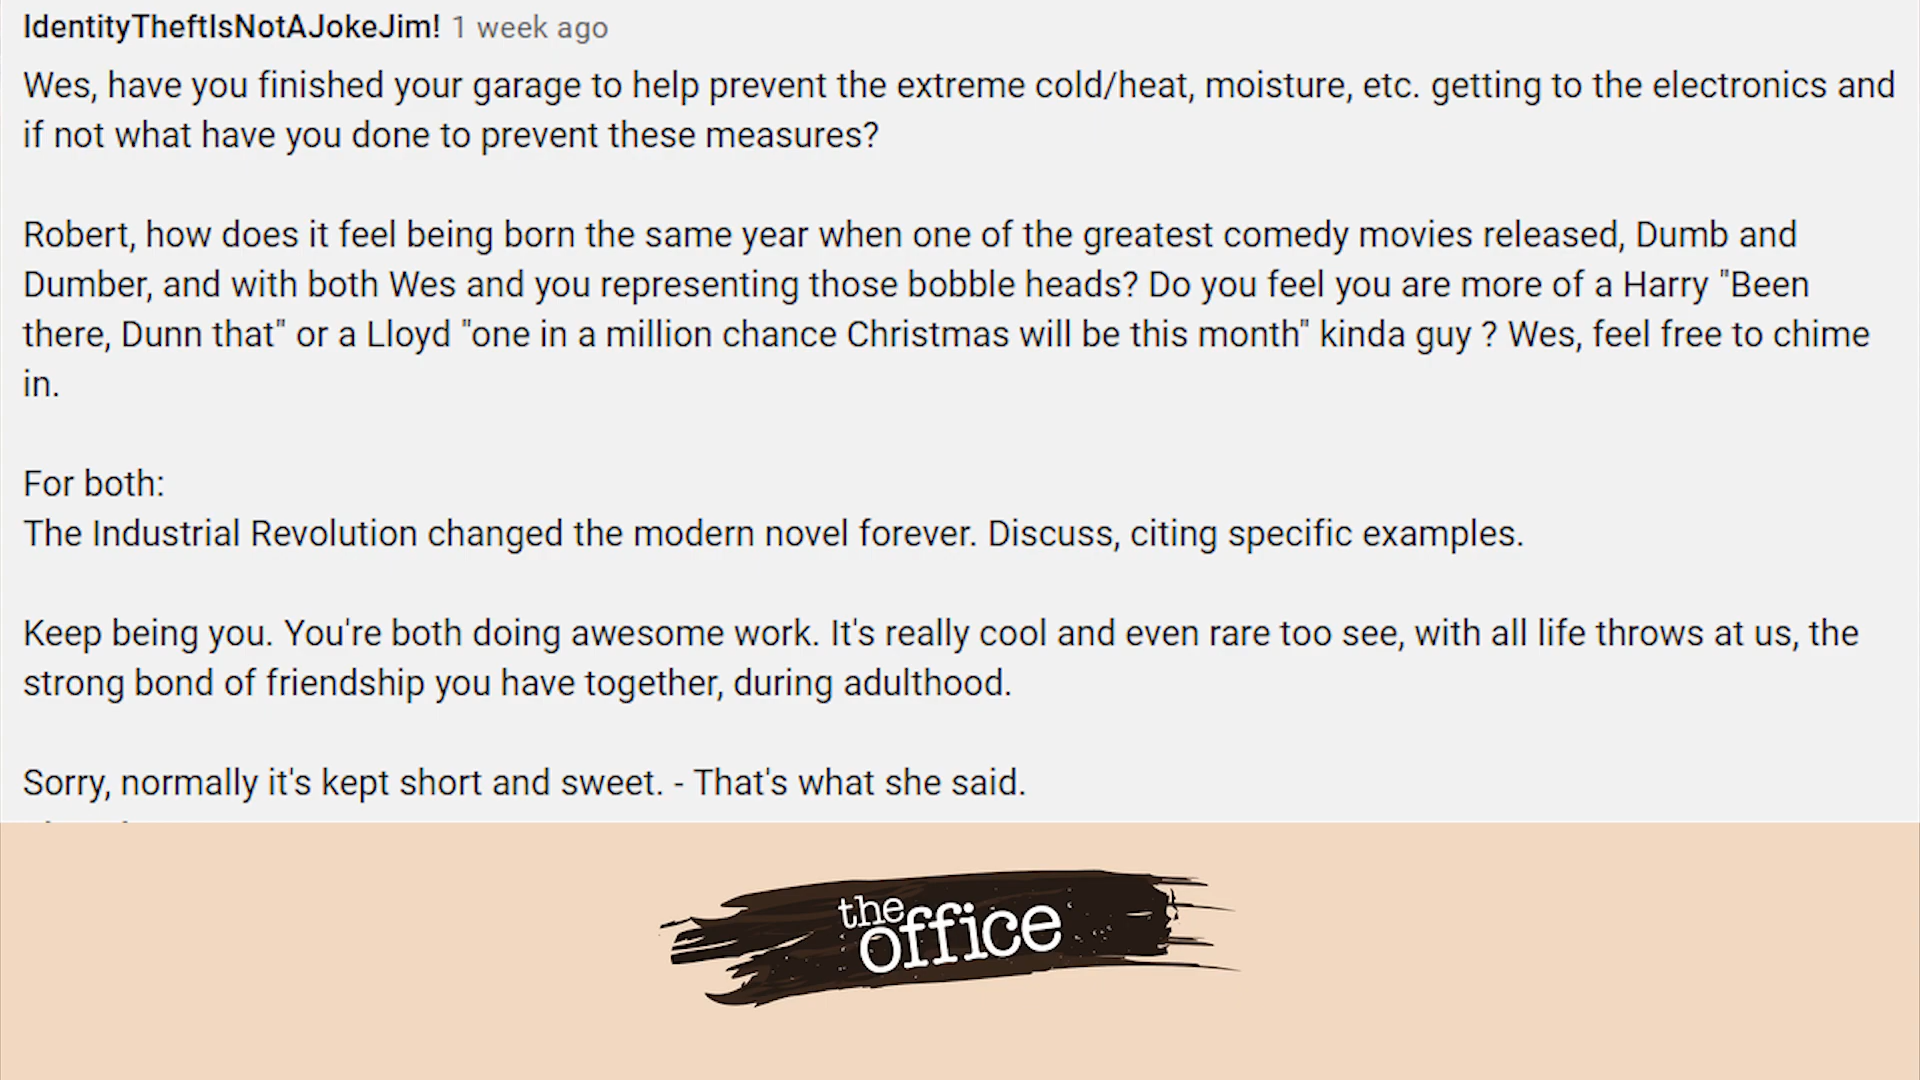 IdentityTheftIsNotAJokeJim! 1 week ago
Wes, have you finished your garage to help prevent the extreme cold/heat, moisture, etc. getting to the electronics and
if not what have you done to prevent these measures?
Robert, how does it feel being born the same year when one of the greatest comedy movies released, Dumb and
Dumber, and with both Wes and you representing those bobble heads? Do you feel you are more of a Harry "Been
there, Dunn that" or a Lloyd "one in a million chance Christmas will be this month" kinda guy ? Wes, feel free to chime
in.
For both:
The Industrial Revolution changed the modern novel forever. Discuss, citing specific examples.
Keep being you. You're both doing awesome work. It's really cool and even rare too see, with all life throws at us, the
strong bond of friendship you have together, during adulthood.
Sorry, normally it's kept short and sweet. - That's what she said.
the
office